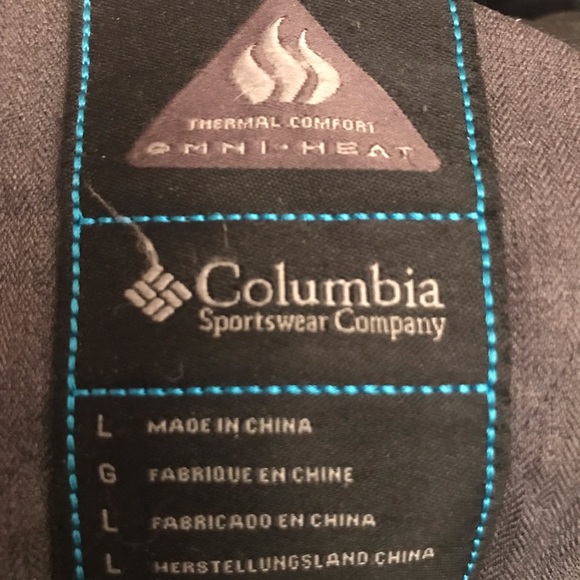 THERMAL COMFORT
OMNI-HEAT
Columbia
Sportswear Company
L MADE IN CHINA
G FABRIQUE EN CHINE
L FABRICADO EN CHINA
L HERSTELLUNGSLAND CHINA